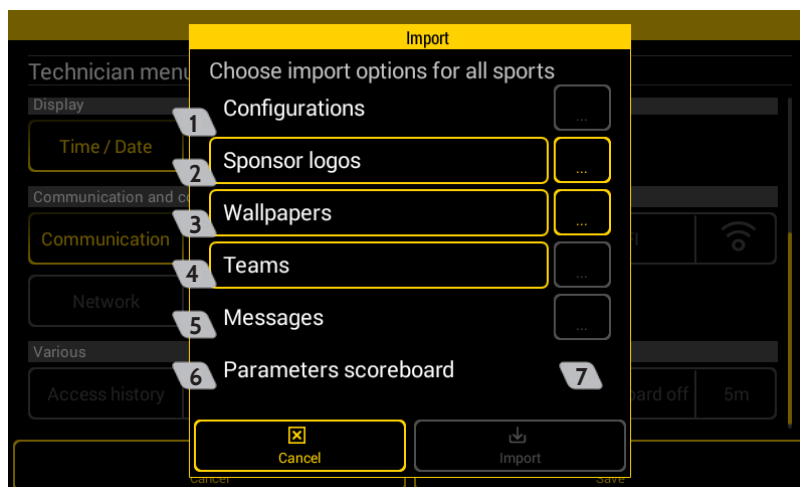 Import
Technician menu
Choose import options for all sports
Display
1
Configurations
...
Time / Date
2
Sponsor logos
...
Communication and co
3
Wallpapers
...
Communication
4
Teams
...
Network
5
Messages
...
Various
6
Parameters scoreboard
7
Access history
ard off
5m
Cancel
Import
Cancel
Save